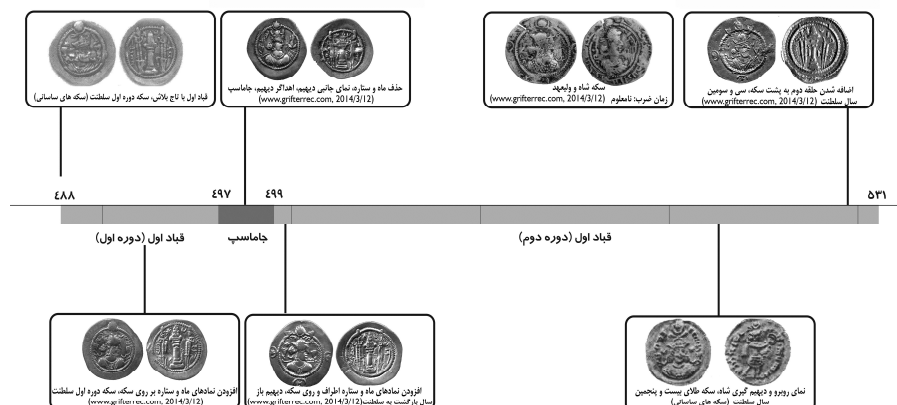 قباد اول با تاج بلاش، سکه دوره اول سلطنت (سکه های ساسانی)
حذف ماه و ستاره، نمای جانبی دیهیم، اهداگر دیهیم، جاماسپ
(www.grifterrec.com, 2014/3/12)
سکه شاه و ولیعهد
زمان ضرب: نامعلوم (www.grifterrec.com, 2014/3/12)
اضافه شدن حلقه دوم به پشت سکه، سی و سومین
سال سلطنت (www.grifterrec.com, 2014/3/12)
٤٨٨
٤٩٧
٤٩٩
٥٣١
قباد اول (دوره اول)
جاماسپ
قباد اول (دوره دوم)
افزودن نمادهای ماه و ستاره بر روی سکه، سکه دوره اول سلطنت
(www.grifterrec.com, 2014/3/12)
افزودن نمادهای ماه و ستاره اطراف و روی سکه، دیهیم باز
سال بازگشت به سلطنت(www.grifterrec.com, 2014/3/12)
نمای روبرو و دیهیم گیری شاه، سکه طلای بیست و پنجمین
سال سلطنت (سکه های ساسانی)